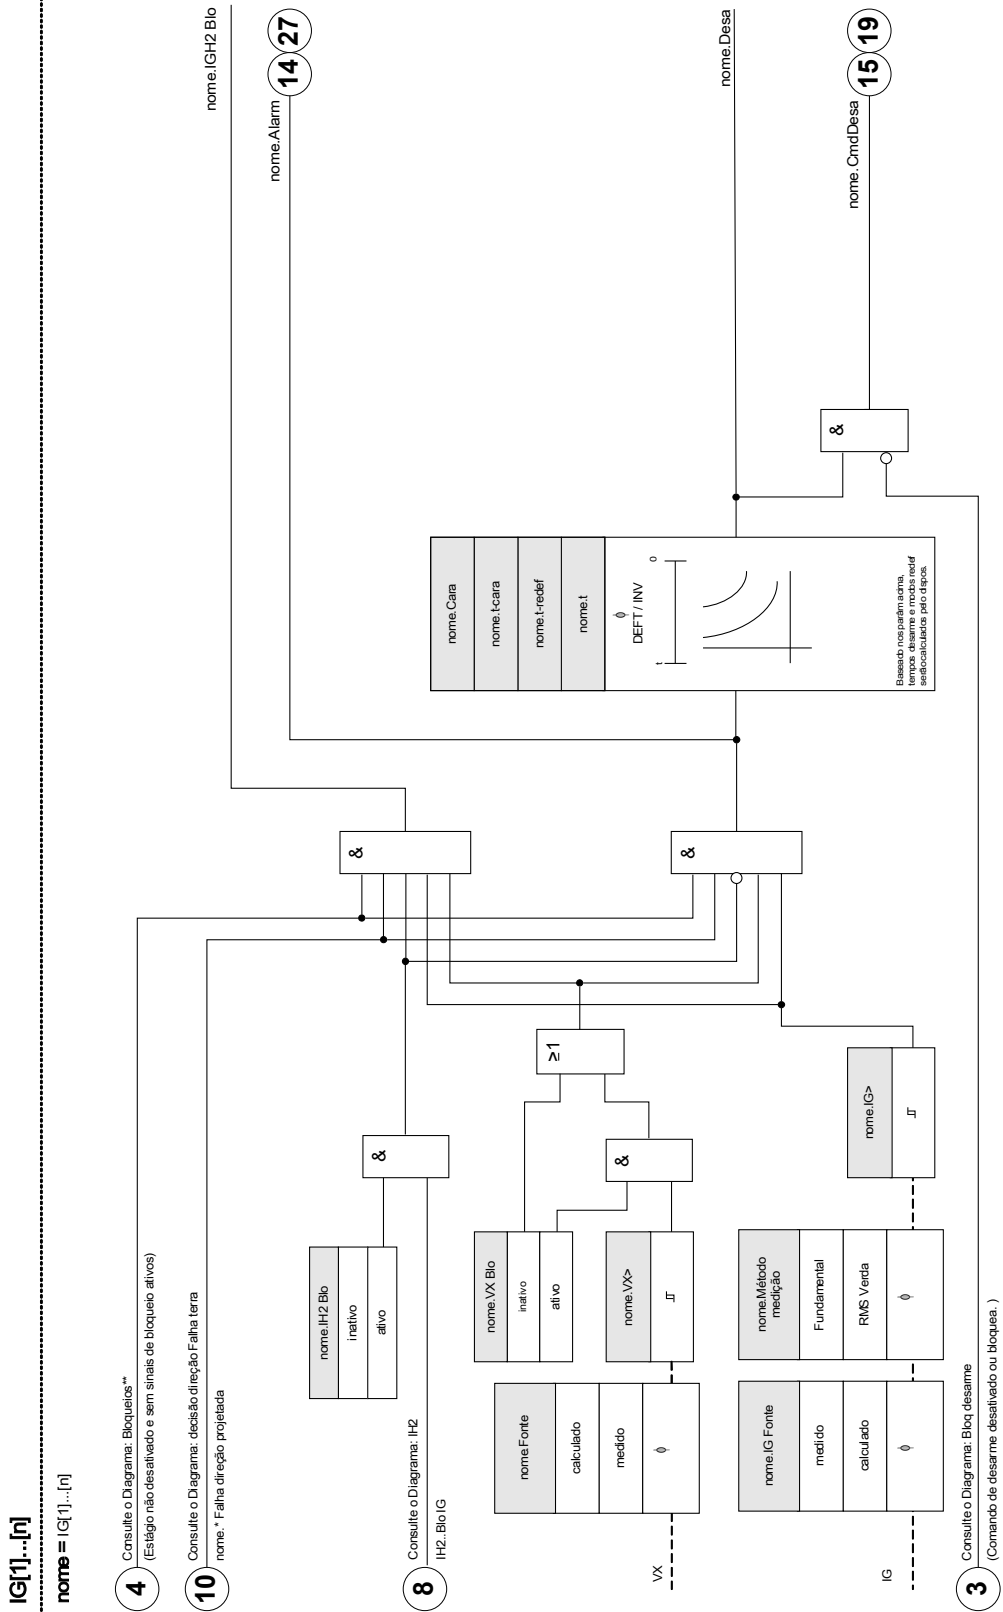 IG[1]...[n]
nome = IG[1]...[n]
4
Consulte o Diagrama: Bloqueios**
(Estágio não desativado e sem sinais de bloqueio ativos)
10
Consulte o Diagrama: decisão direção Falha terra
nome.* Falha direção projetada
nome.IH2 Blo
inativo
ativo
8
Consulte o Diagrama: IH2
IH2..Blo IG
&
nome.VX Blo
inativo
ativo
nome.Fonte
calculado
medido
ϕ
VX
nome.VX>
&
≥1
nome.IG Fonte
medido
calculado
ϕ
IG
nome.Método
medição
Fundamental
RMS Verda
ϕ
nome.IG>
3
Consulte o Diagrama: Bloq desarme
(Comando de desarme desativado ou bloquea. )
&
&
nome.Cara
nome.t-cara
nome.t-redef
nome.t
ϕ
DEFT / INV
t
0
Baseado nos parâm acima,
tempos desarme e modos redef
serão calculados pelo dispos.
&
nome.IGH2 Blo
nome.Alarm
14
27
nome.Desa
nome.CmdDesa
15
19